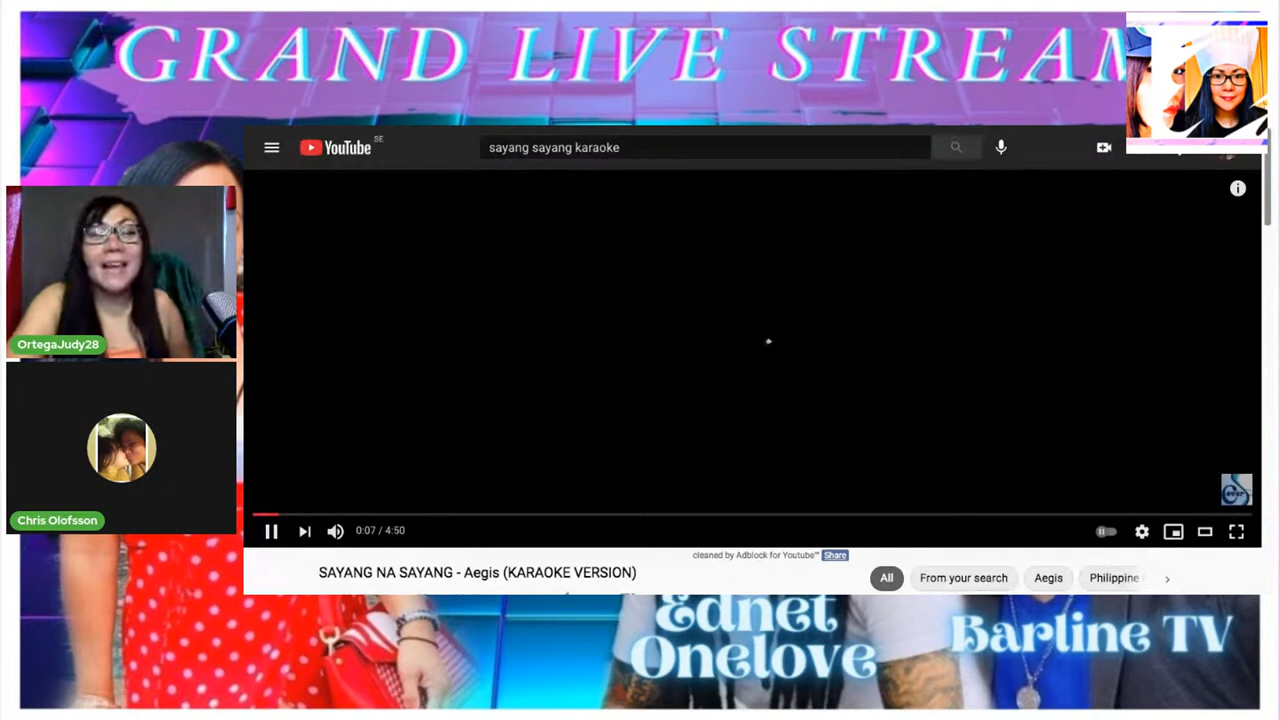 GRAND LIVE STREAM
YouTube SE
sayang sayang karaoke
OrtegaJudy28
Chris Olofsson
0:07 / 4:50
cleaned by Adblock for Youtube™ Share
SAYANG NA SAYANG - Aegis (KARAOKE VERSION)
All
From your search
Aegis
Philippine
Ednet
Onelove
Barline TV